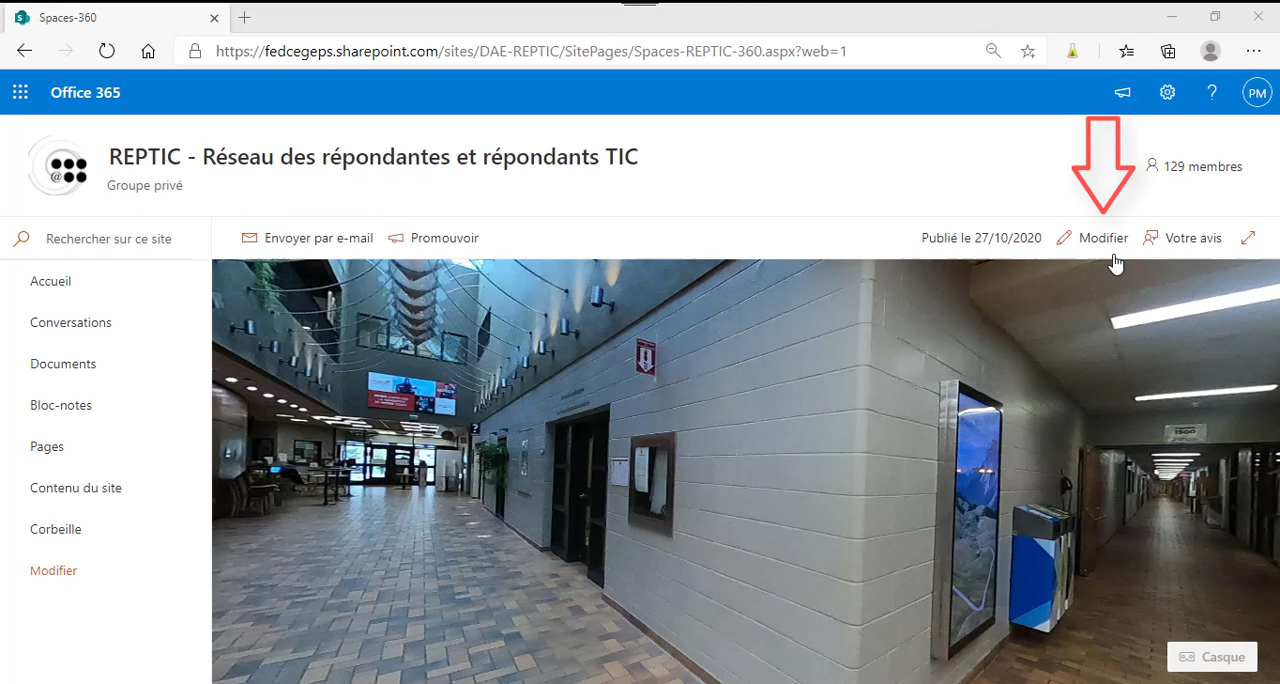 Spaces-360
https://fedcegeps.sharepoint.com/sites/DAE-REPTIC/SitePages/Spaces-REPTIC-360.aspx?web=1
Office 365
PM
REPTIC - Réseau des répondantes et répondants TIC
Groupe privé
129 membres
Rechercher sur ce site
Envoyer par e-mail
Promouvoir
Publié le 27/10/2020
Modifier
Votre avis
Accueil
Conversations
Documents
Bloc-notes
Pages
Contenu du site
Corbeille
Modifier
?
Casque